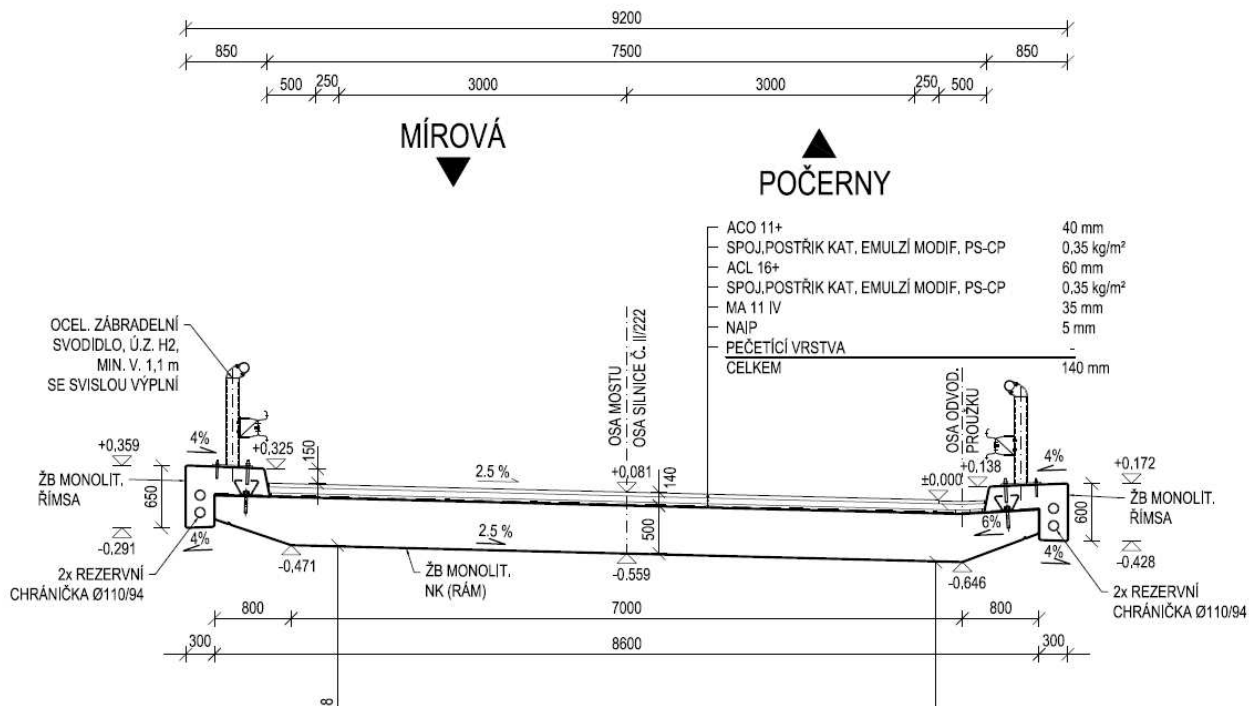 9200
850 7500 850
500 250 3000 3000 250 500
MÍROVÁ
POČERNY
ACO 11+ 40 mm
SPOJ.POSTŘIK KAT. EMULZÍ MODIF. PS-CP 0,35 kg/m²
ACL 16+ 60 mm
SPOJ.POSTŘIK KAT. EMULZÍ MODIF. PS-CP 0,35 kg/m²
MA 11 IV 35 mm
NAIP 5 mm
PEČETÍCÍ VRSTVA -
CELKEM 140 mm
OCEL. ZÁBRADELNÍ
SVODIDLO, Ú.Z. H2,
MIN. V. 1,1 m
SE SVISLOU VÝPLNÍ
OSA MOSTU
OSA SILNICE Č. II/222
OSA ODVOD.
PROUŽKU
+0,359
4%
+0,325
150
2.5 %
+0,081
140
±0,000
+0,138
4%
+0,172
ŽB MONOLIT.
ŘÍMSA
650
-0,291
4%
2.5 %
500
6%
600
ŽB MONOLIT.
ŘÍMSA
4%
-0,428
-0,471
ŽB MONOLIT.
NK (RÁM)
-0.559
-0.646
2x REZERVNÍ
CHRÁNIČKA Ø110/94
2x REZERVNÍ
CHRÁNIČKA Ø110/94
800 7000 800
300 8600 300
8